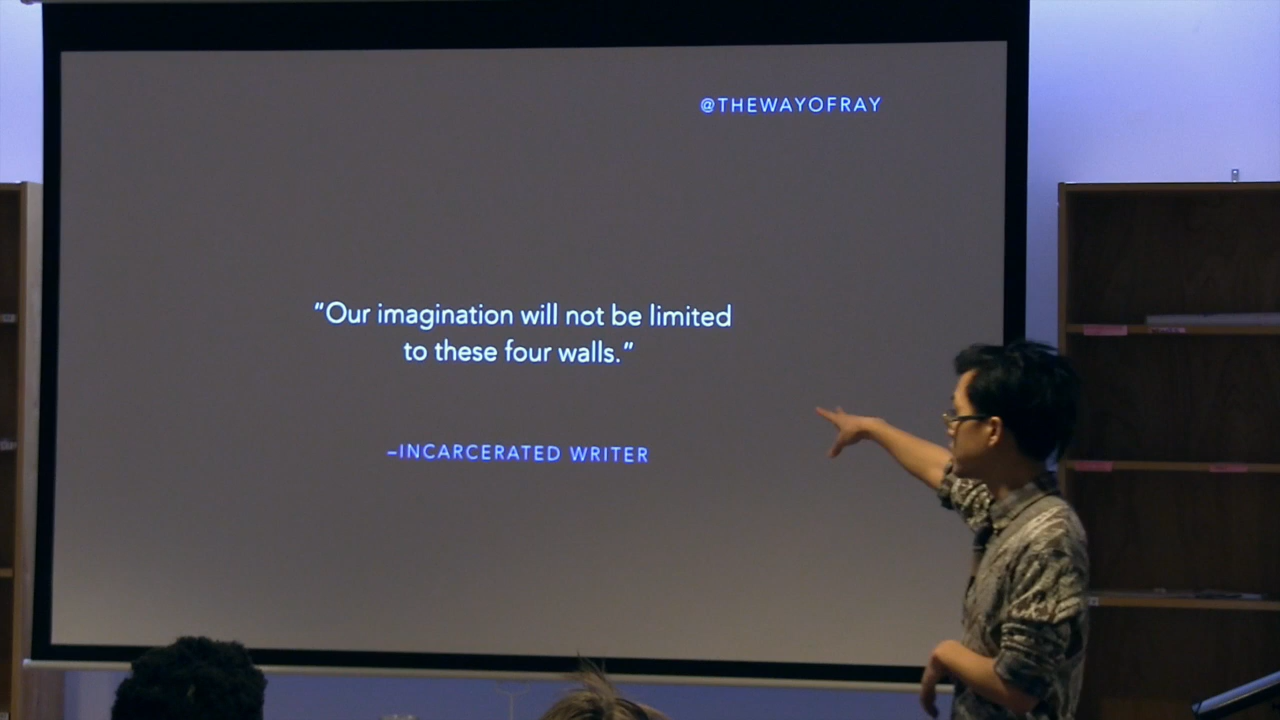 @THEWAYOFRAY
"Our imagination will not be limited
to these four walls."
–INCARCERATED WRITER